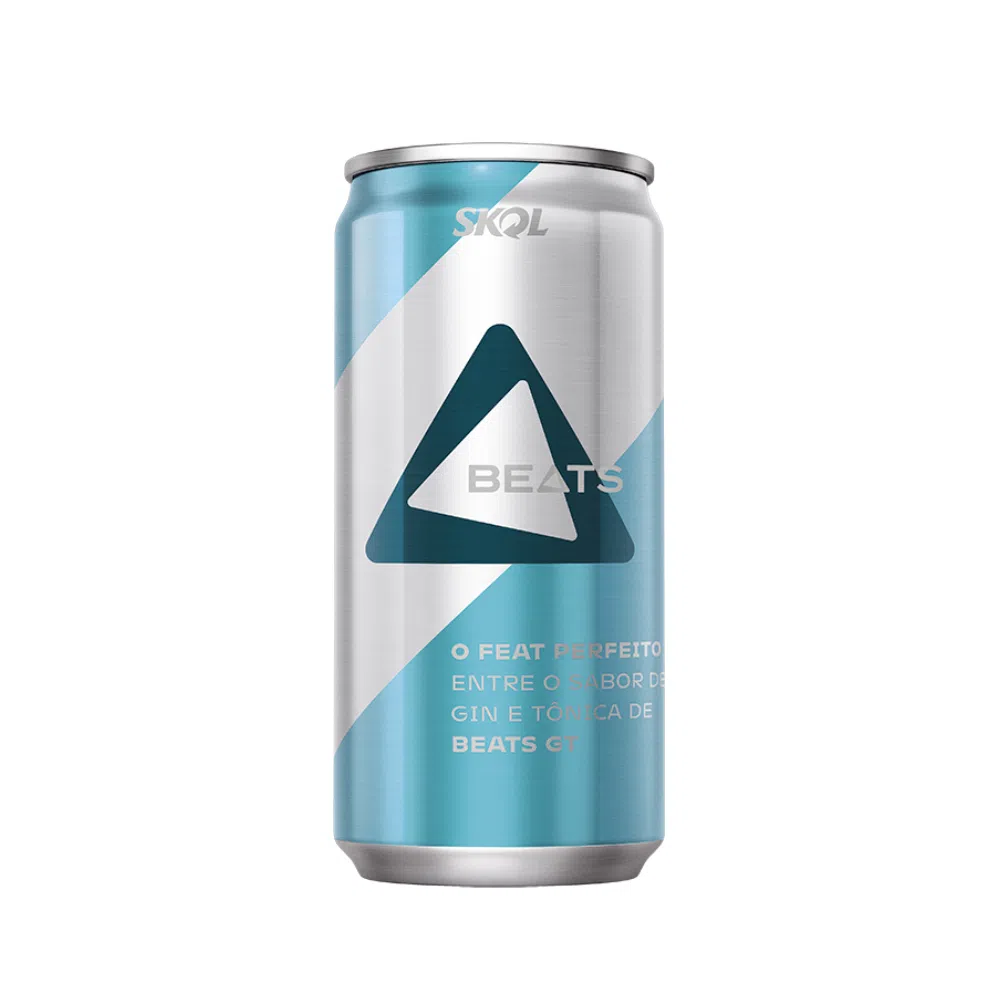 SKOL
BEATS
O FEAT PERFEITO
ENTRE O SABOR DE
GIN E TÔNICA DE
BEATS GT